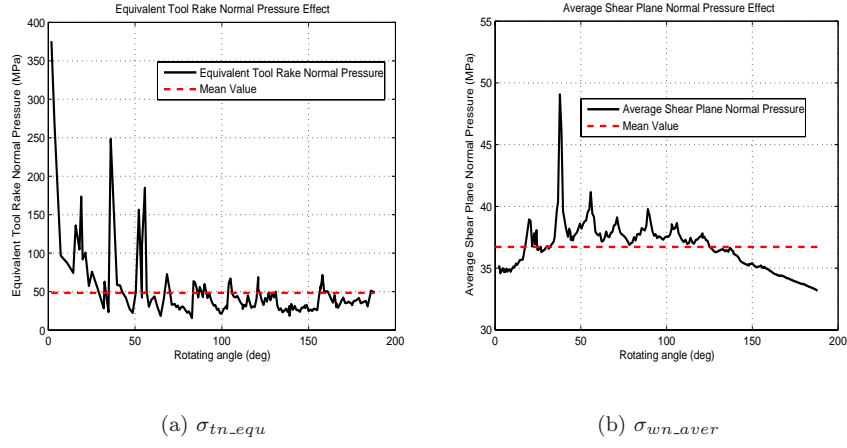 Equivalent Tool Rake Normal Pressure Effect
400
350
300
250
200
150
100
50
0
0 50 100 150 200
Equivalent Tool Rake Normal Pressure (MPa)
Rotating angle (deg)
Equivalent Tool Rake Normal Pressure
Mean Value
(a) σtn_equ
Average Shear Plane Normal Pressure Effect
55
50
45
40
35
30
0 50 100 150 200
Average Shear Plane Normal Pressure (MPa)
Rotating angle (deg)
Average Shear Plane Normal Pressure
Mean Value
(b) σwn_aver